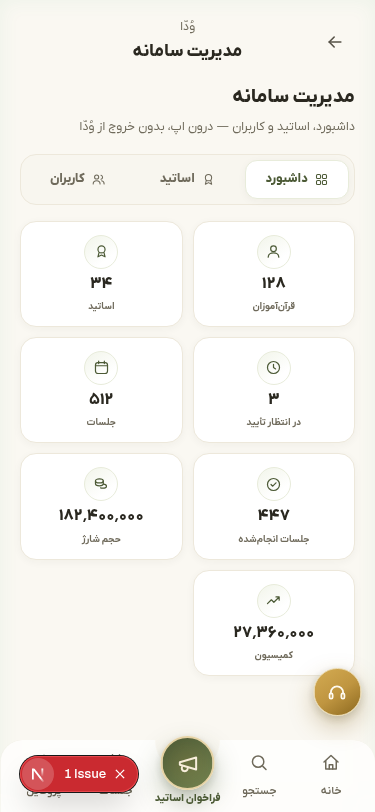 وُدّا
مدیریت سامانه
مدیریت سامانه
داشبورد، اساتید و کاربران — درون اپ، بدون خروج از وُدّا
داشبورد
اساتید
کاربران
۱۲۸
قرآن‌آموزان
۳۴
اساتید
۳
در انتظار تأیید
۵۱۲
جلسات
۴۴۷
جلسات انجام‌شده
۱۸۲٬۴۰۰٬۰۰۰
حجم شارژ
۲۷٬۳۶۰٬۰۰۰
کمیسیون
خانه
جستجو
فراخوان اساتید
N 1 Issue